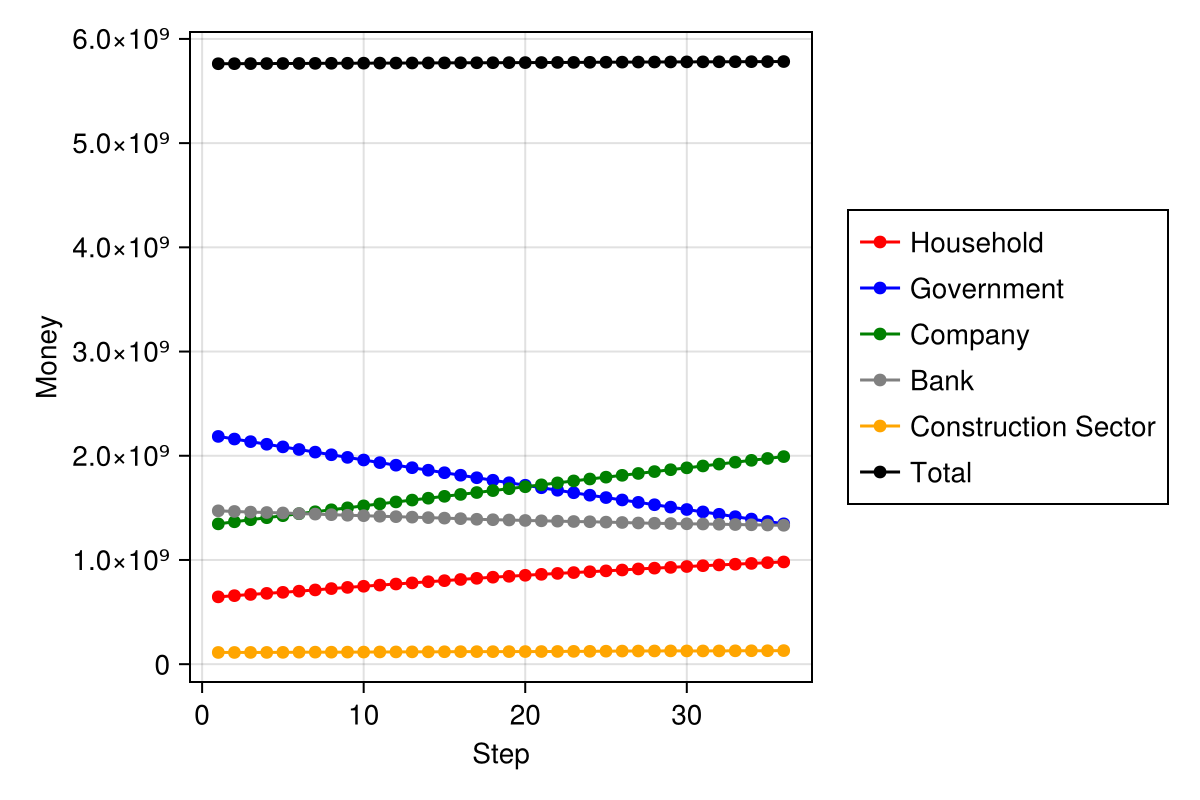 6.0×10⁹
5.0×10⁹
4.0×10⁹
3.0×10⁹
2.0×10⁹
1.0×10⁹
0
Money
0 10 20 30
Step
Household
Government
Company
Bank
Construction Sector
Total